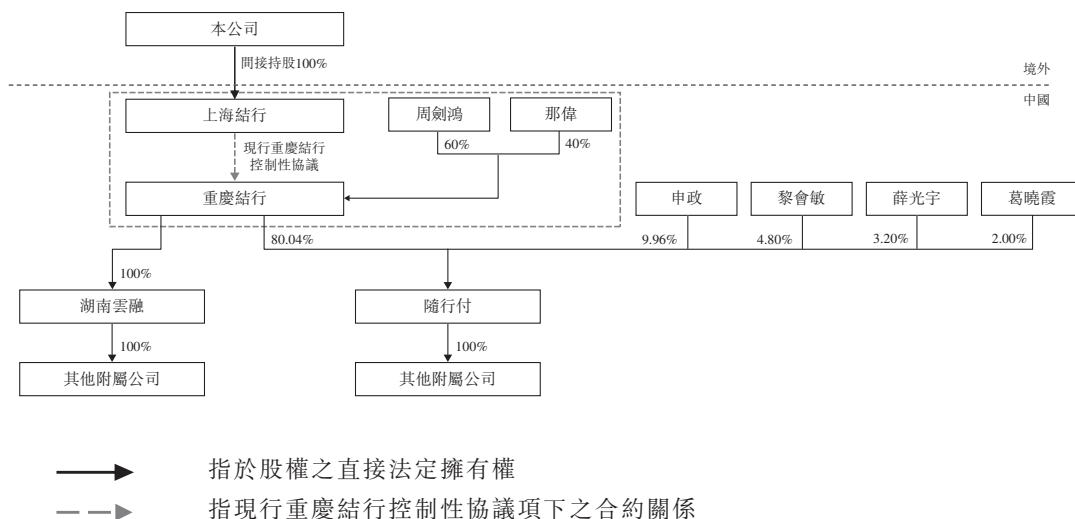 本公司
間接持股100%
境外
中國
上海結行
周劍鴻
那偉
60%
40%
現行重慶結行
控制性協議
重慶結行
申政
黎會敏
薛光宇
葛曉霞
80.04%
9.96%
4.80%
3.20%
2.00%
100%
湖南雲融
隨行付
100%
100%
其他附屬公司
其他附屬公司
指於股權之直接法定擁有權
指現行重慶結行控制性協議項下之合約關係